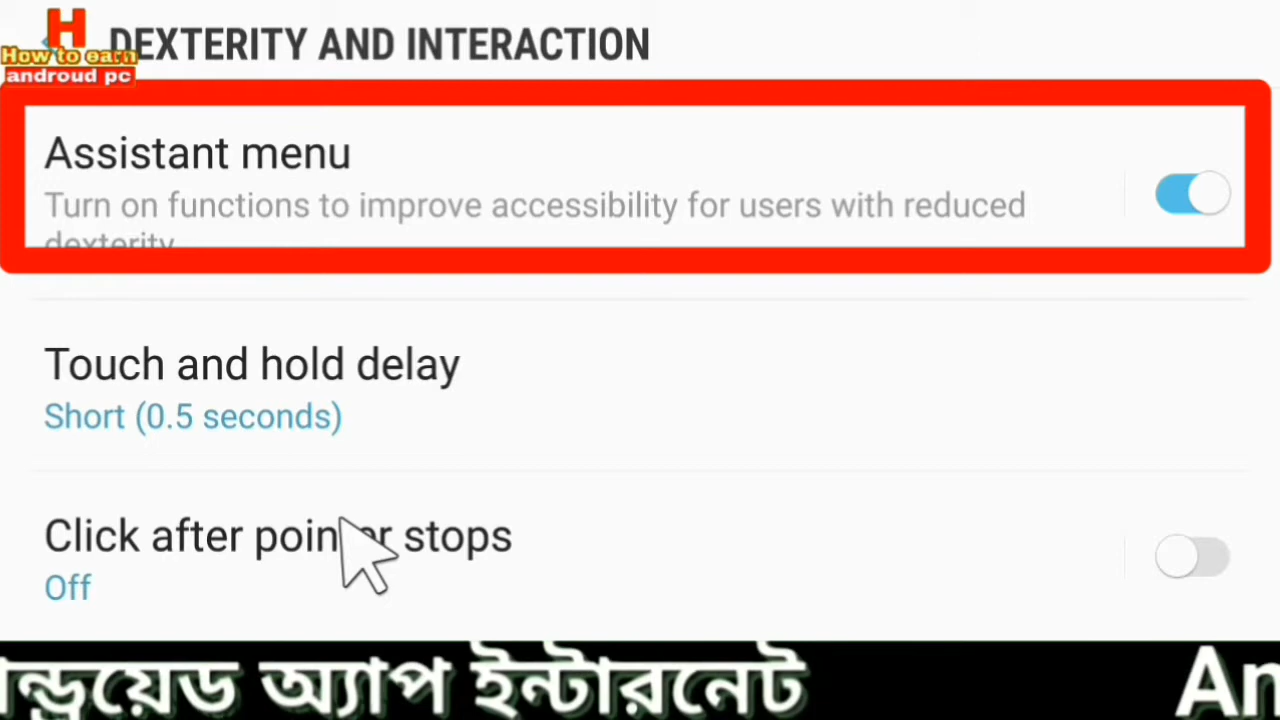 H
How to earn
androud pc
DEXTERITY AND INTERACTION
Assistant menu
Turn on functions to improve accessibility for users with reduced
dexterity
Touch and hold delay
Short (0.5 seconds)
Click after pointer stops
Off
অ্যাপ ইন্টারনেট